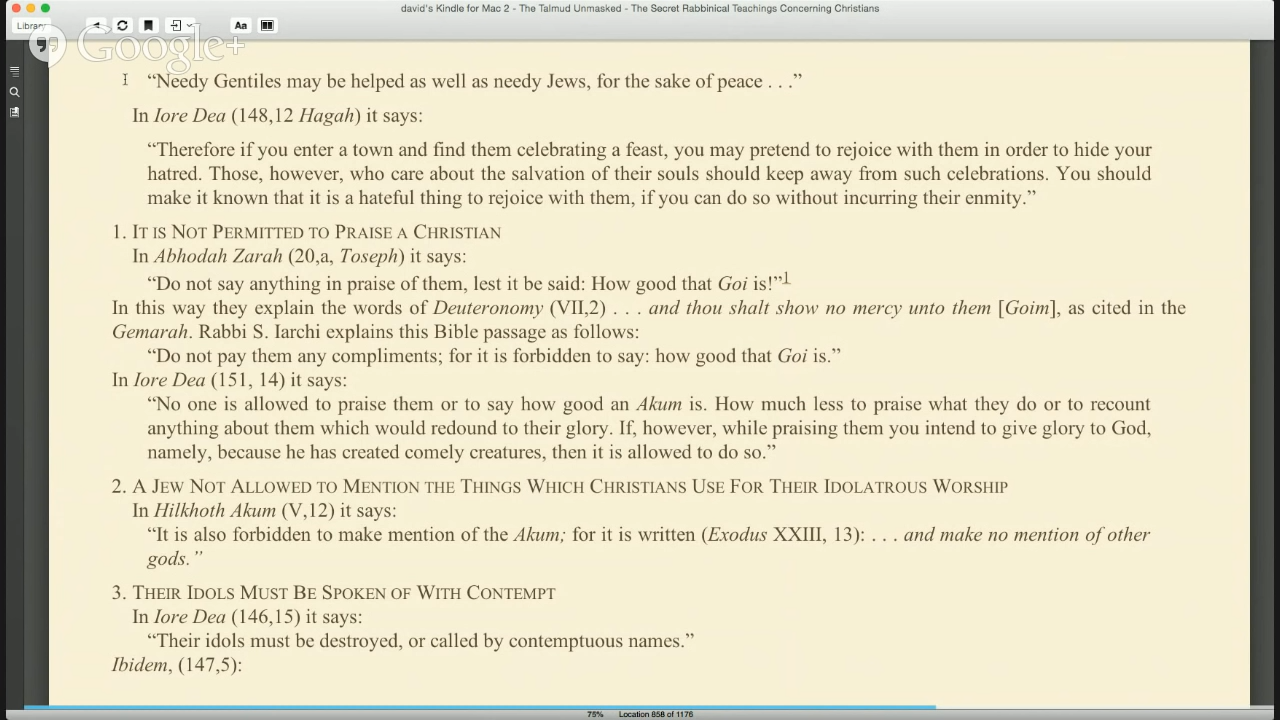 david's Kindle for Mac 2 - The Talmud Unmasked - The Secret Rabbinical Teachings Concerning Christians
Library
Aa
Google+
“Needy Gentiles may be helped as well as needy Jews, for the sake of peace . . .”
In Iore Dea (148,12 Hagah) it says:
“Therefore if you enter a town and find them celebrating a feast, you may pretend to rejoice with them in order to hide your
hatred. Those, however, who care about the salvation of their souls should keep away from such celebrations. You should
make it known that it is a hateful thing to rejoice with them, if you can do so without incurring their enmity.”
1. IT IS NOT PERMITTED TO PRAISE A CHRISTIAN
In Abhodah Zarah (20,a, Toseph) it says:
“Do not say anything in praise of them, lest it be said: How good that Goi is!”1
In this way they explain the words of Deuteronomy (VII,2) . . . and thou shalt show no mercy unto them [Goim], as cited in the
Gemarah. Rabbi S. Iarchi explains this Bible passage as follows:
“Do not pay them any compliments; for it is forbidden to say: how good that Goi is.”
In Iore Dea (151, 14) it says:
“No one is allowed to praise them or to say how good an Akum is. How much less to praise what they do or to recount
anything about them which would redound to their glory. If, however, while praising them you intend to give glory to God,
namely, because he has created comely creatures, then it is allowed to do so.”
2. A JEW NOT ALLOWED TO MENTION THE THINGS WHICH CHRISTIANS USE FOR THEIR IDOLATROUS WORSHIP
In Hilkhoth Akum (V,12) it says:
“It is also forbidden to make mention of the Akum; for it is written (Exodus XXIII, 13): . . . and make no mention of other
gods.”
3. THEIR IDOLS MUST BE SPOKEN OF WITH CONTEMPT
In Iore Dea (146,15) it says:
“Their idols must be destroyed, or called by contemptuous names.”
Ibidem, (147,5):
75% Location 858 of 1176